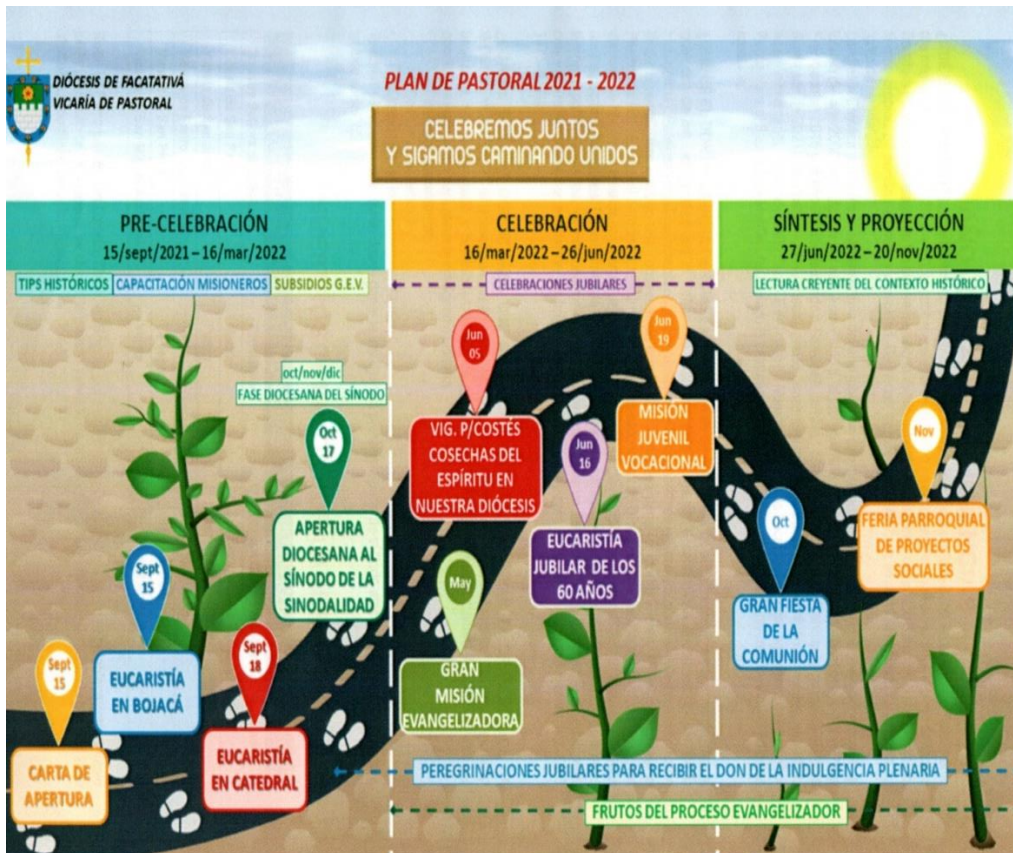 DIÓCESIS DE FACATATIVÁ
VICARÍA DE PASTORAL
PLAN DE PASTORAL 2021 - 2022
CELEBREMOS JUNTOS
Y SIGAMOS CAMINANDO UNIDOS
PRE-CELEBRACIÓN
15/sept/2021 – 16/mar/2022
CELEBRACIÓN
16/mar/2022 – 26/jun/2022
SÍNTESIS Y PROYECCIÓN
27/jun/2022 – 20/nov/2022
TIPS HISTÓRICOS
CAPACITACIÓN MISIONEROS
SUBSIDIOS G.E.V.
CELEBRACIONES JUBILARES
LECTURA CREYENTE DEL CONTEXTO HISTÓRICO
Sept
15
CARTA DE
APERTURA
Sept
15
EUCARISTÍA
EN BOJACÁ
Sept
18
EUCARISTÍA
EN CATEDRAL
oct/nov/dic
FASE DIOCESANA DEL SÍNODO
Oct
17
APERTURA
DIOCESANA AL
SÍNODO DE LA
SINODALIDAD
May
GRAN
MISIÓN
EVANGELIZADORA
Jun
05
VIG. P/COSTÉS
COSECHAS DEL
ESPÍRITU EN
NUESTRA DIÓCESIS
Jun
16
EUCARISTÍA
JUBILAR DE LOS
60 AÑOS
Jun
19
MISIÓN
JUVENIL
VOCACIONAL
Oct
GRAN FIESTA
DE LA
COMUNIÓN
Nov
FERIA PARROQUIAL
DE PROYECTOS
SOCIALES
PEREGRINACIONES JUBILARES PARA RECIBIR EL DON DE LA INDULGENCIA PLENARIA
FRUTOS DEL PROCESO EVANGELIZADOR